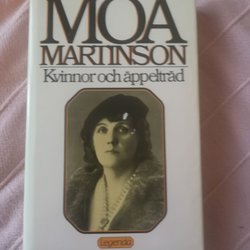 MOA
MARTINSON
Kvinnor och äppelträd
Legenda